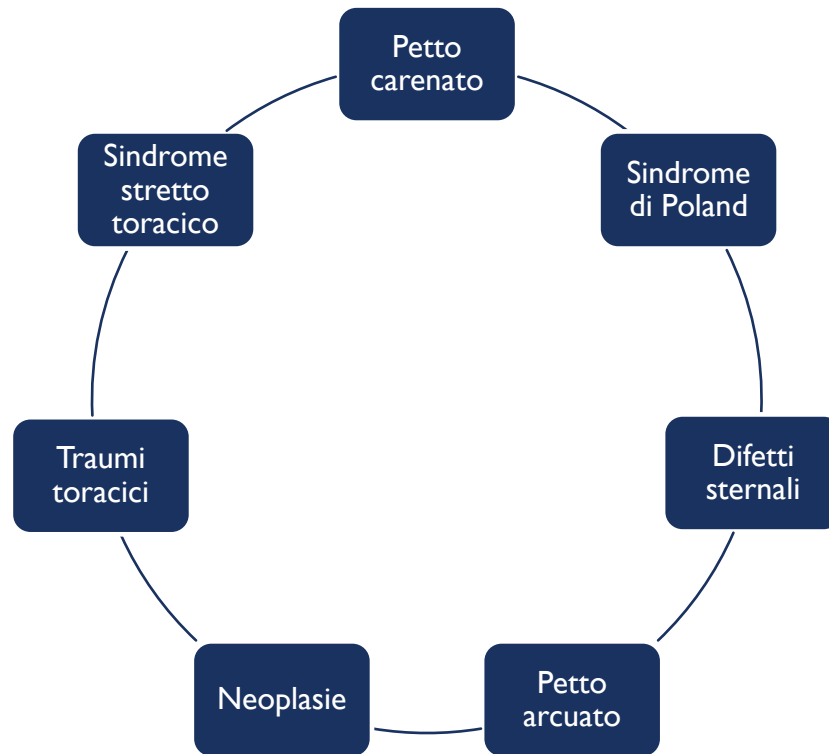 Petto
carenato
Sindrome
di Poland
Difetti
sternali
Petto
arcuato
Neoplasie
Traumi
toracici
Sindrome
stretto
toracico